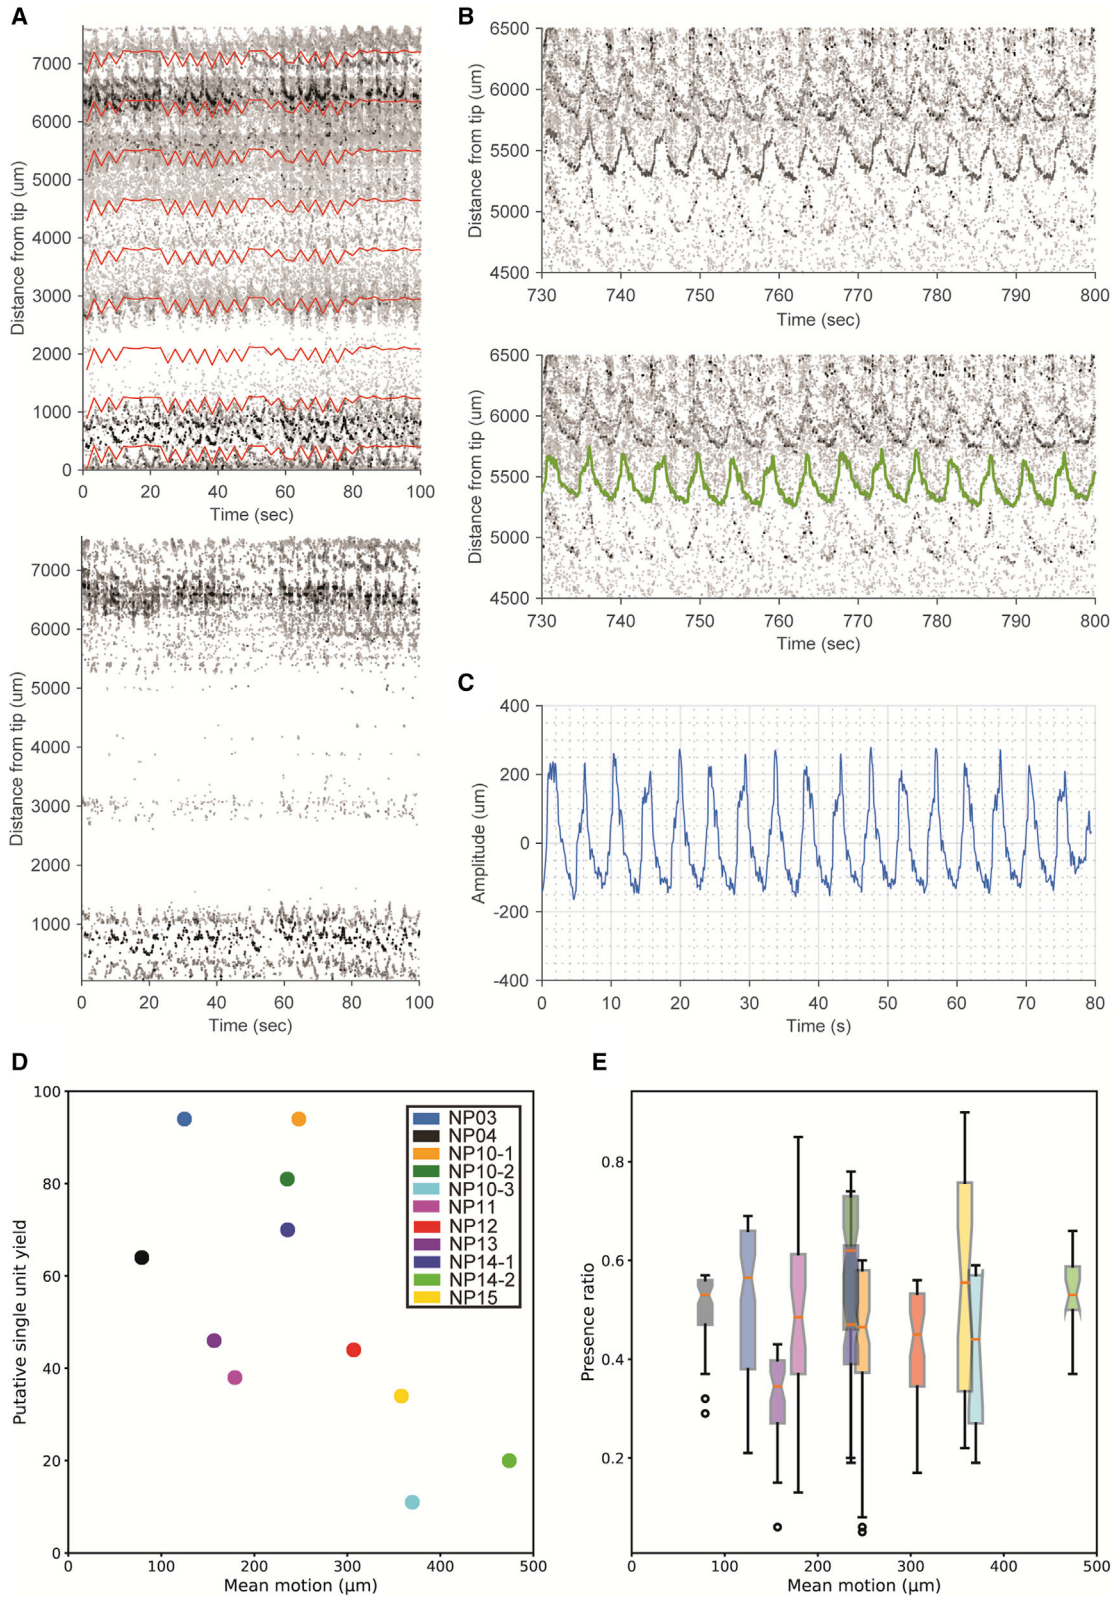 A
Distance from tip (um)
7000
6000
5000
4000
3000
2000
1000
0
0 20 40 60 80 100
Time (sec)
Distance from tip (um)
7000
6000
5000
4000
3000
2000
1000
0 20 40 60 80 100
Time (sec)
B
Distance from tip (um)
6500
6000
5500
5000
4500
730 740 750 760 770 780 790 800
Time (sec)
Distance from tip (um)
6500
6000
5500
5000
4500
730 740 750 760 770 780 790 800
Time (sec)
C
Amplitude (um)
400
200
0
-200
-400
0 10 20 30 40 50 60 70 80
Time (s)
D
Putative single unit yield
100
80
60
40
20
0
0 100 200 300 400 500
Mean motion (μm)
NP03
NP04
NP10-1
NP10-2
NP10-3
NP11
NP12
NP13
NP14-1
NP14-2
NP15
E
Presence ratio
0.8
0.6
0.4
0.2
0 100 200 300 400 500
Mean motion (μm)